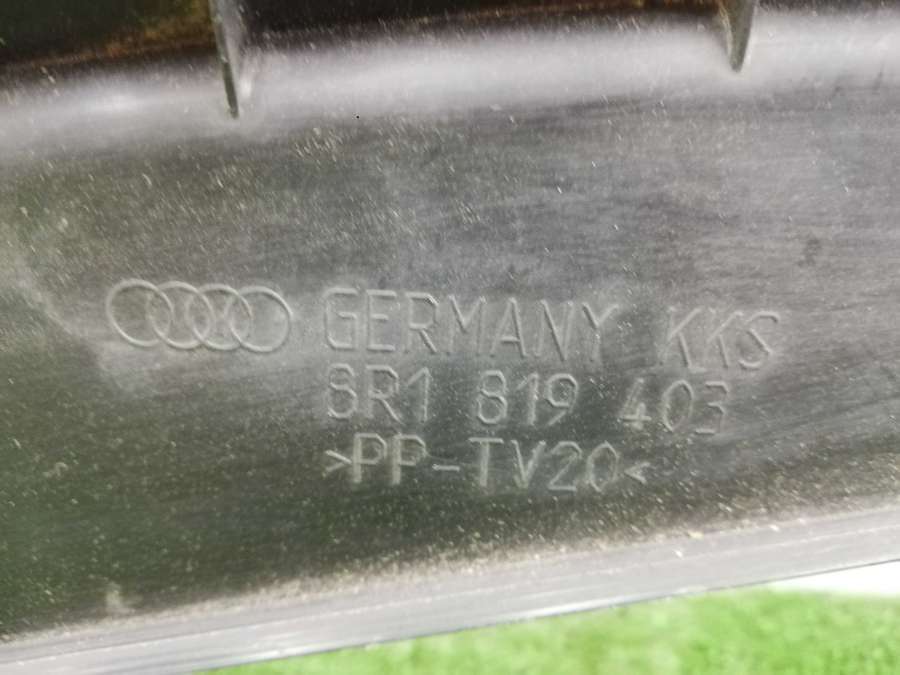 GERMANY KKS
8R1 819 403
>PP-TV20<